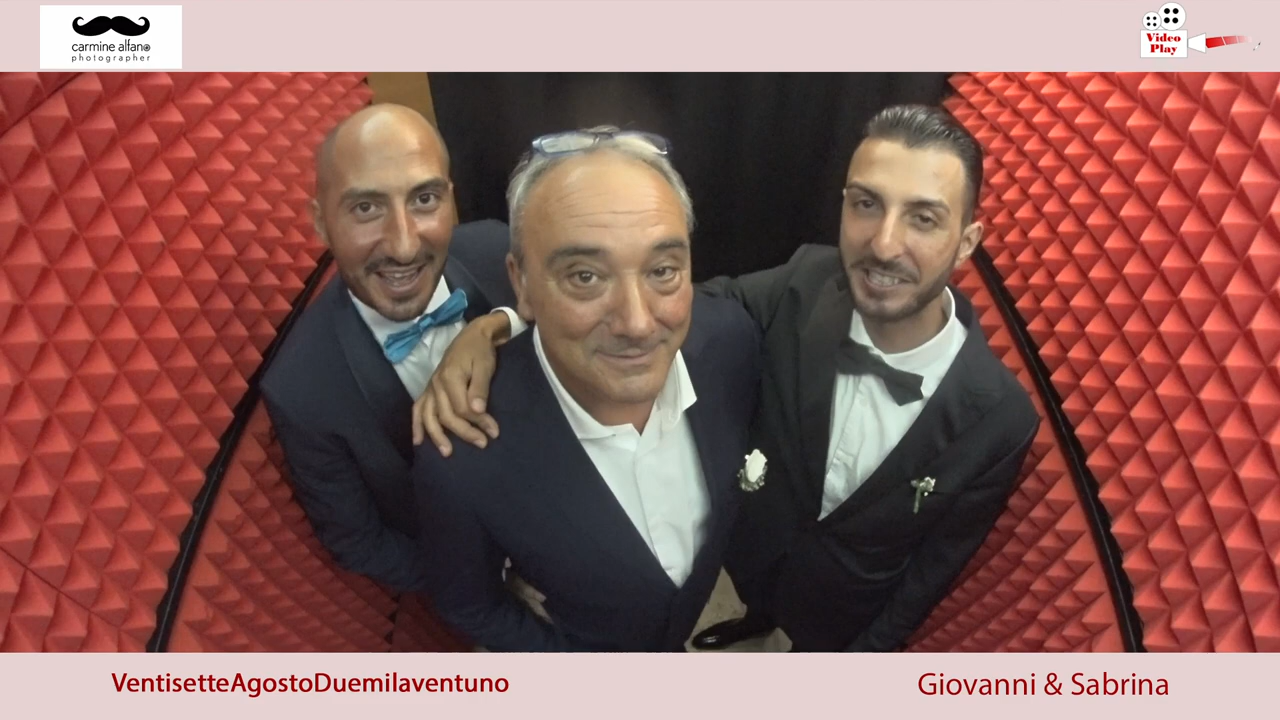 carmine alfano
photographer
Video
Play
VentisetteAgostoDuemilaventuno
Giovanni & Sabrina